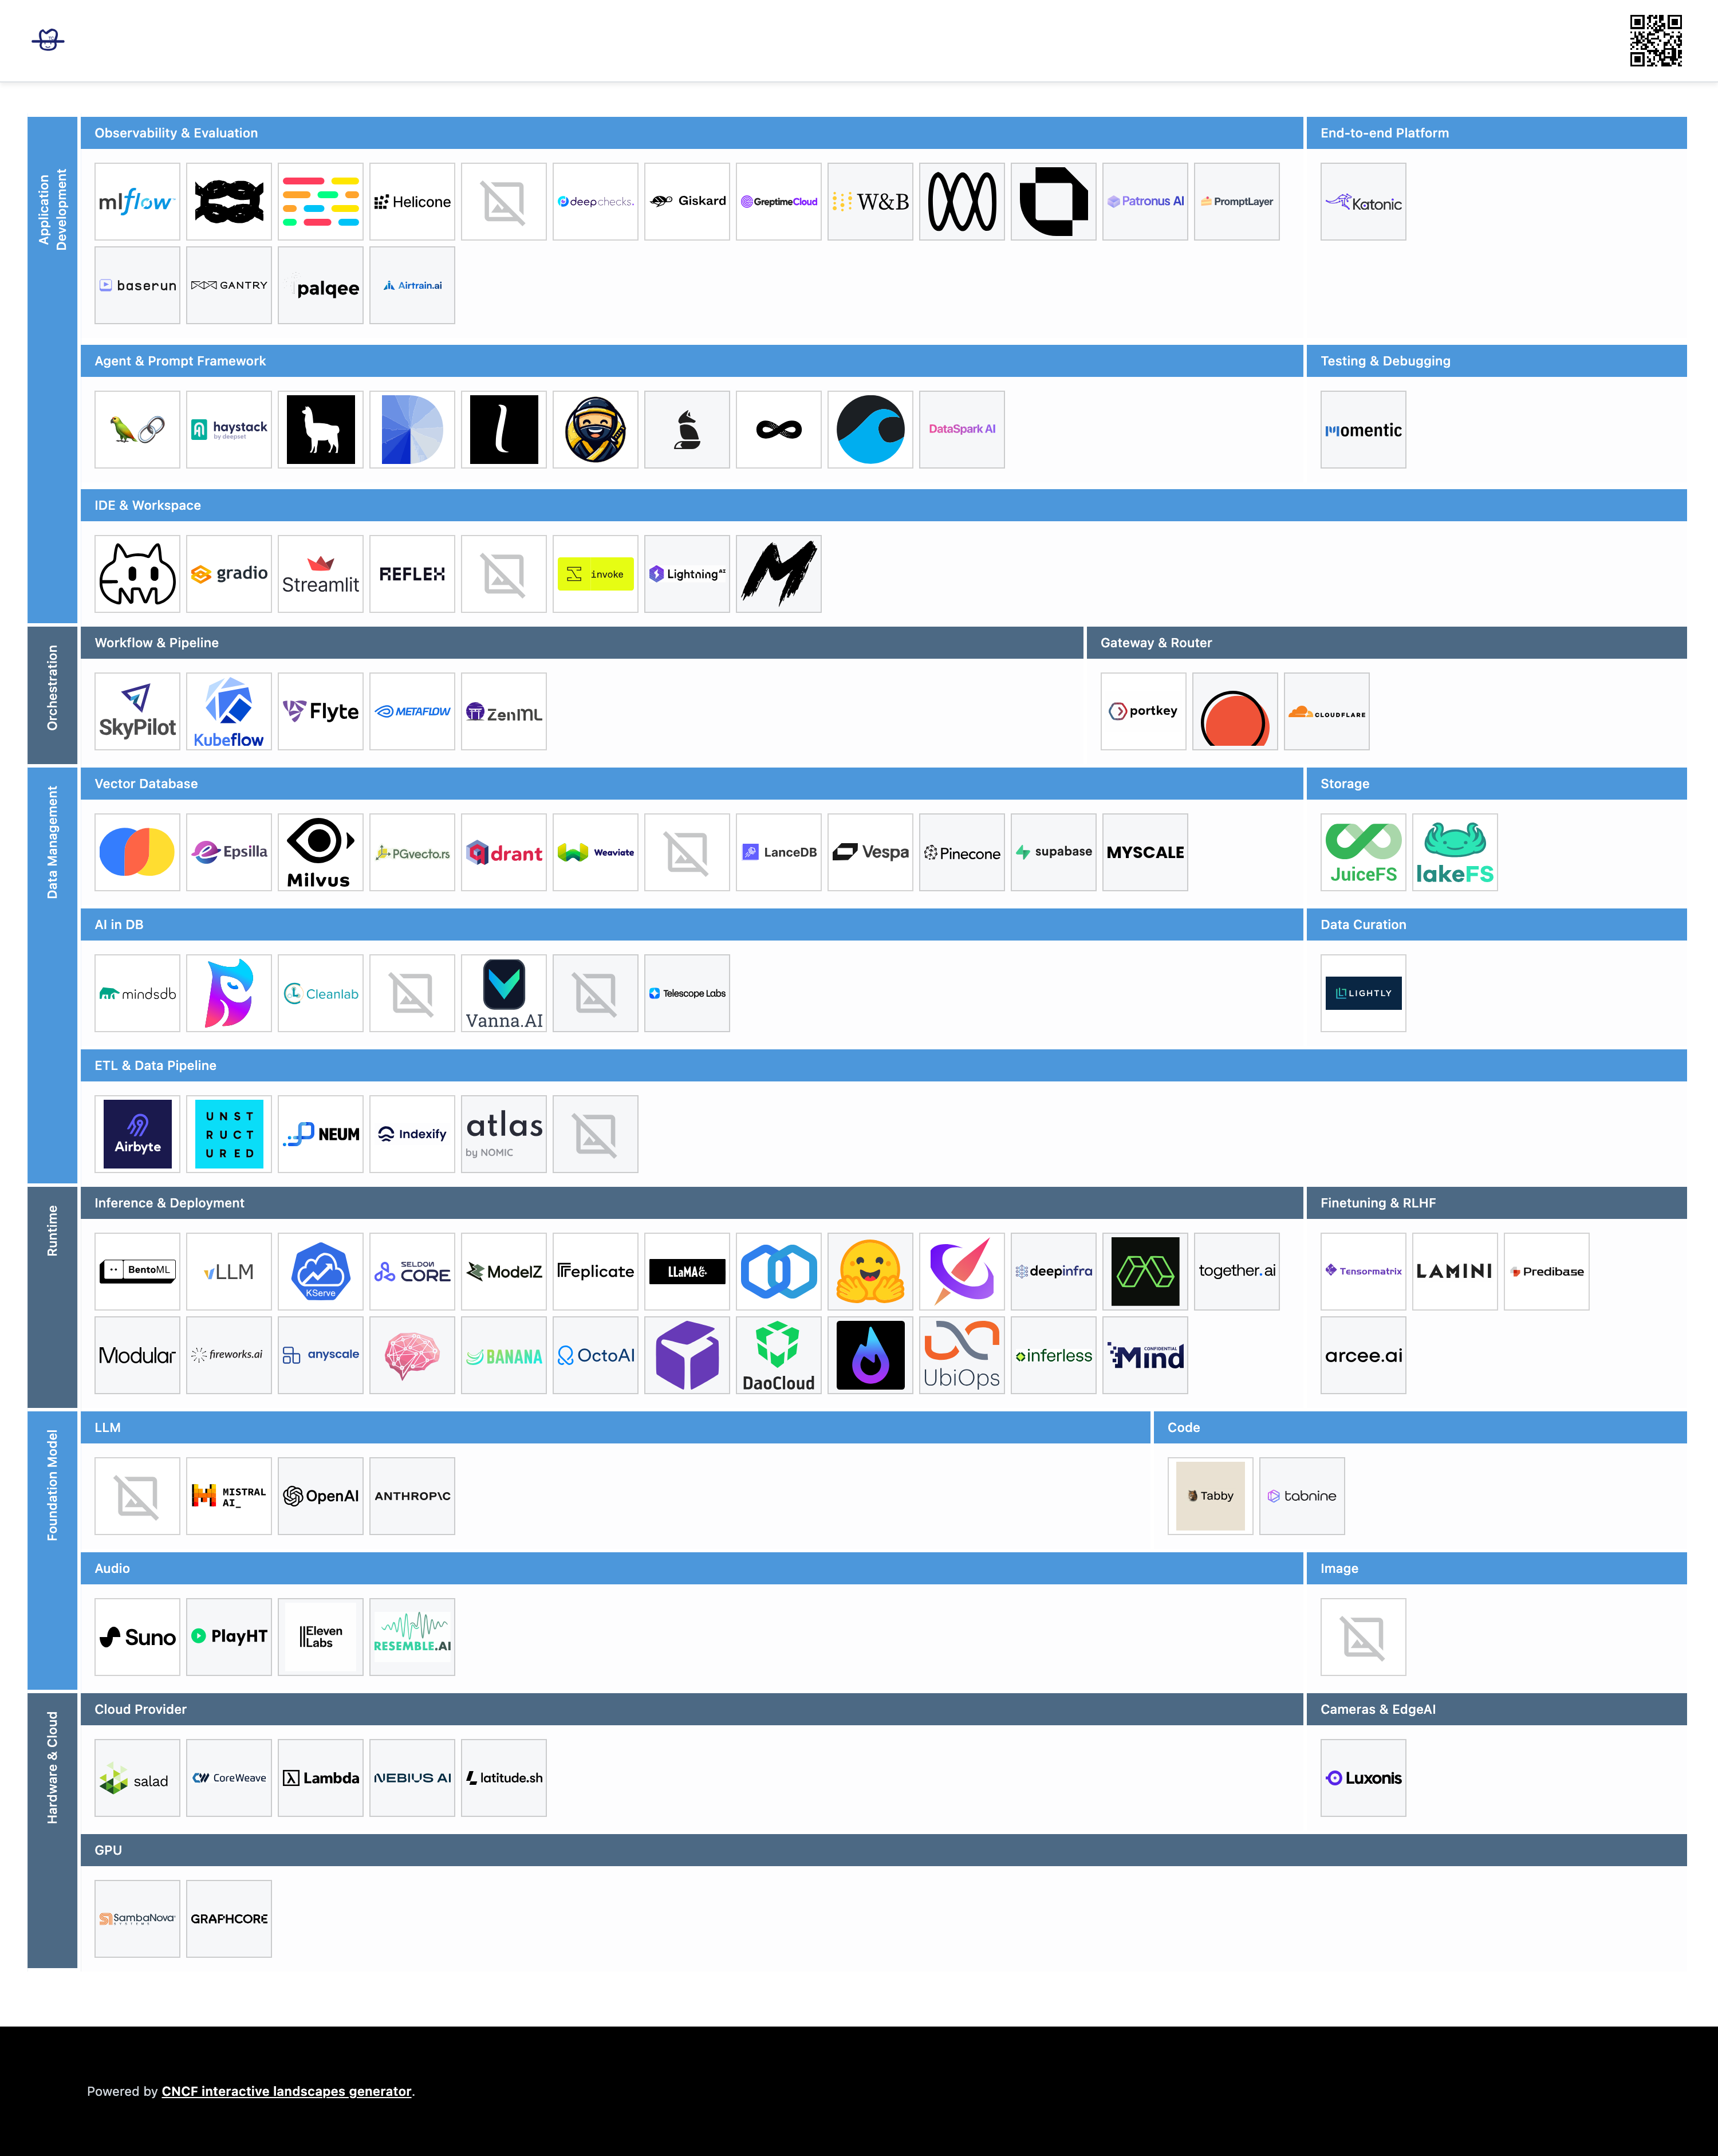 Application
Development
Observability & Evaluation
End-to-end Platform
mlflow
Helicone
deepchecks.
Giskard
GreptimeCloud
W&B
Patronus AI
PromptLayer
Katonic
baserun
GANTRY
palqee
Airtrain.ai
Agent & Prompt Framework
Testing & Debugging
haystack
by deepset
DataSpark AI
momentic
IDE & Workspace
gradio
Streamlit
REFLEX
invoke
Lightning AI
Orchestration
Workflow & Pipeline
Gateway & Router
SkyPilot
Kubeflow
Flyte
METAFLOW
ZenML
portkey
CLOUDFLARE
Data Management
Vector Database
Storage
Epsilla
Milvus
PGvecto.rs
drant
Weaviate
LanceDB
Vespa
Pinecone
supabase
MYSCALE
JuiceFS
lakeFS
AI in DB
Data Curation
mindsdb
Cleanlab
Vanna.AI
Telescope Labs
LIGHTLY
ETL & Data Pipeline
Airbyte
UNST
RUCT
URED
NEUM
Indexify
atlas
by NOMIC
Runtime
Inference & Deployment
Finetuning & RLHF
BentoML
vLLM
KServe
SELDON
CORE
ModelZ
Replicate
LLaMA
deepinfra
together.ai
Tensormatrix
LAMINI
Predibase
Modular
fireworks.ai
anyscale
BANANA
OctoAI
DaoCloud
UbiOps
inferless
CONFIDENTIAL
Mind
arcee.ai
Foundation Model
LLM
Code
MISTRAL
AI_
OpenAI
ANTHROP\C
Tabby
tabnine
Audio
Image
Suno
PlayHT
IIEleven
Labs
RESEMBLE.AI
Hardware & Cloud
Cloud Provider
Cameras & EdgeAI
salad
CoreWeave
Lambda
NEBIUS AI
latitude.sh
Luxonis
GPU
SambaNova
SYSTEMS
GRAPHCORE
Powered by CNCF interactive landscapes generator.